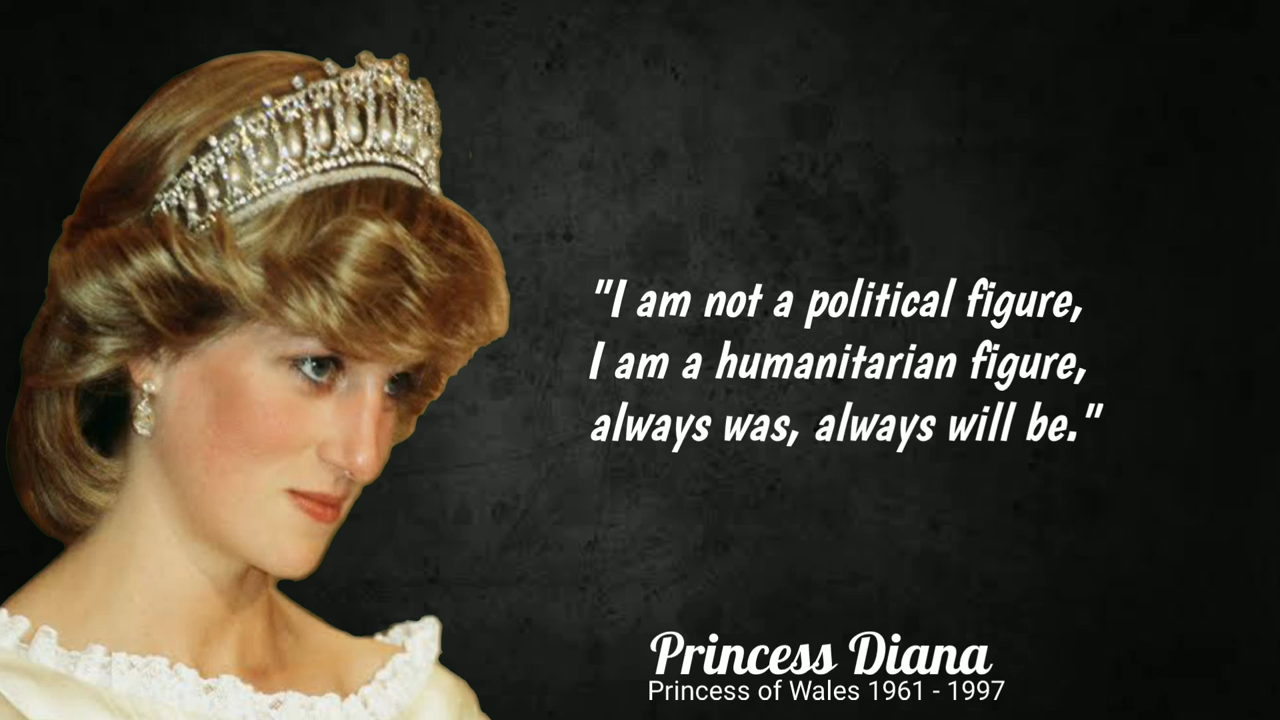 "I am not a political figure,
I am a humanitarian figure,
always was, always will be."
Princess Diana
Princess of Wales 1961 - 1997